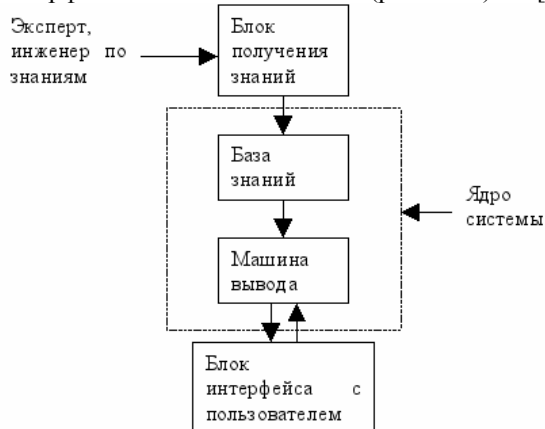 Эксперт,
инженер по
знаниям
Блок
получения
знаний
База
знаний
Ядро
системы
Машина
вывода
Блок
интерфейса с
пользователем